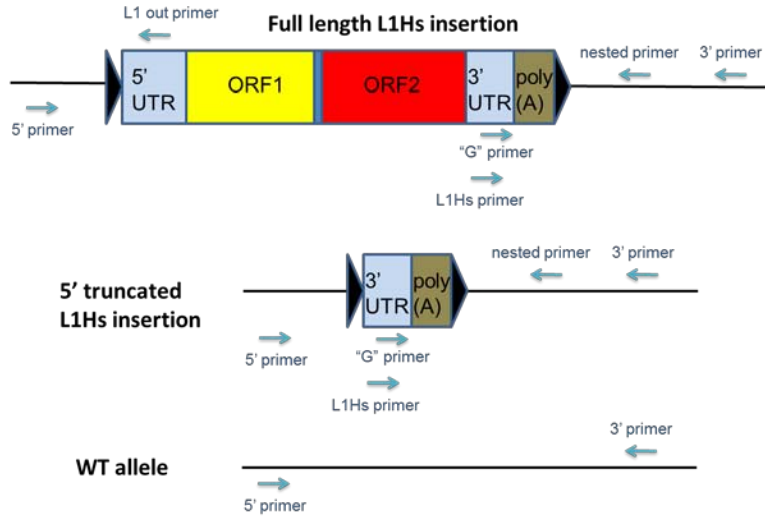 L1 out primer
Full length L1Hs insertion
nested primer
3' primer
5'
UTR
ORF1
ORF2
3'
UTR
poly
(A)
5' primer
"G" primer
L1Hs primer
5' truncated
L1Hs insertion
nested primer
3' primer
3'
UTR
poly
(A)
5' primer
"G" primer
L1Hs primer
WT allele
3' primer
5' primer